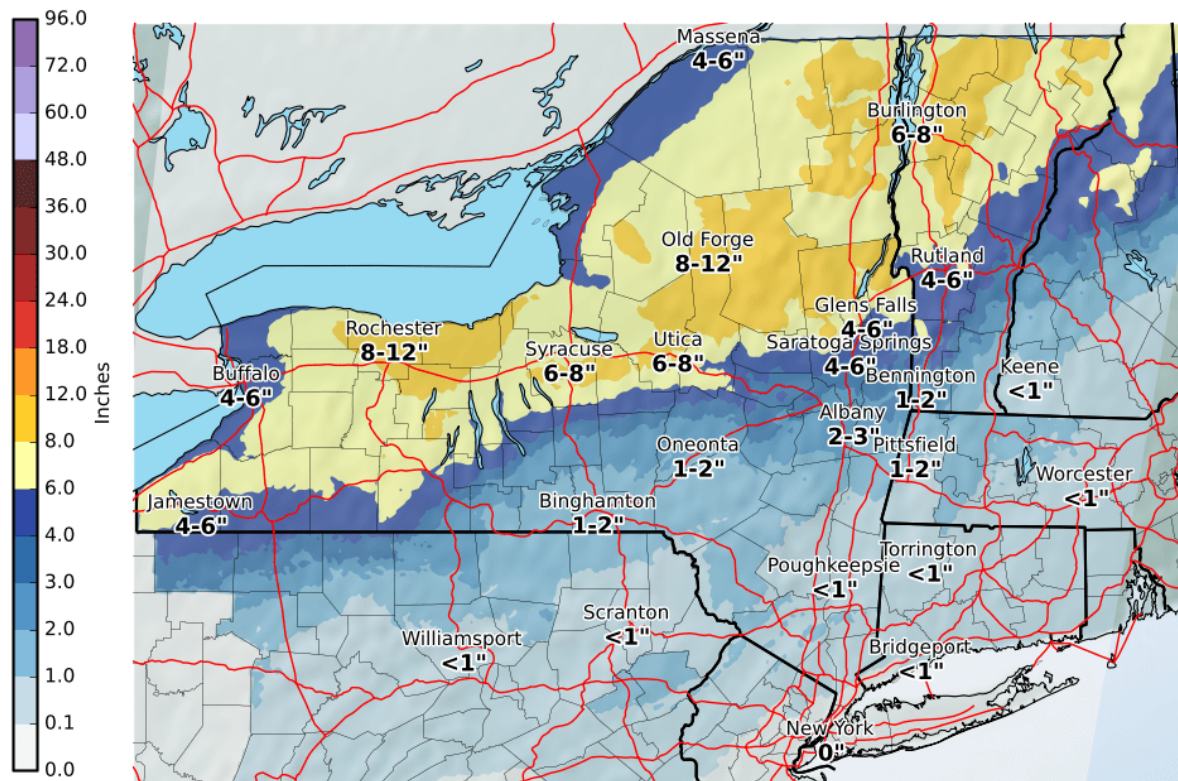 96.0
72.0
60.0
48.0
36.0
30.0
24.0
18.0
12.0
8.0
6.0
4.0
3.0
2.0
1.0
0.1
0.0
Inches
Massena
4-6"
Burlington
6-8"
Old Forge
8-12"
Rutland
4-6"
Glens Falls
4-6"
Rochester
8-12"
Syracuse
6-8"
Utica
6-8"
Saratoga Springs
4-6"
Buffalo
4-6"
Bennington
1-2"
Keene
<1"
Albany
2-3"
Oneonta
1-2"
Pittsfield
1-2"
Worcester
<1"
Jamestown
4-6"
Binghamton
1-2"
Torrington
<1"
Poughkeepsie
<1"
Scranton
<1"
Williamsport
<1"
Bridgeport
<1"
New York
0"